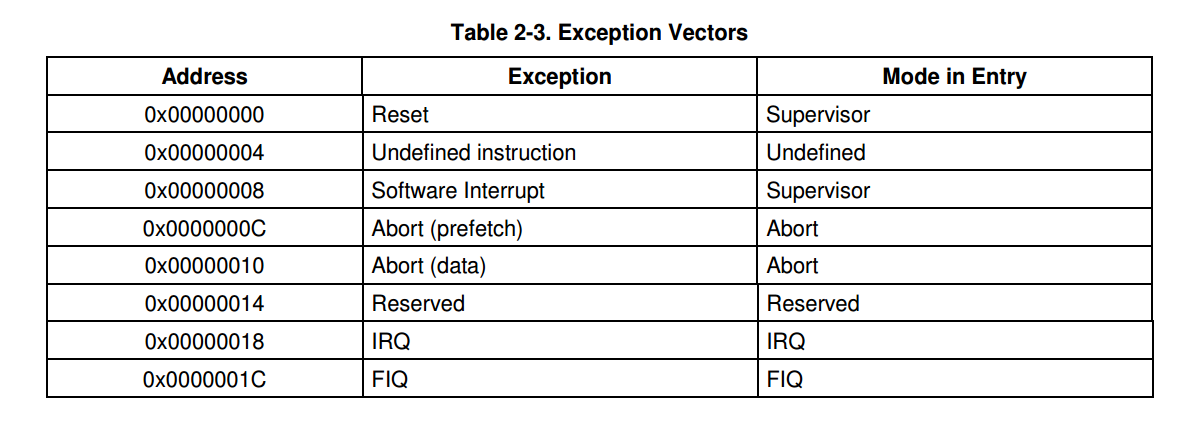 Table 2-3. Exception Vectors
Address Exception Mode in Entry
0x00000000 Reset Supervisor
0x00000004 Undefined instruction Undefined
0x00000008 Software Interrupt Supervisor
0x0000000C Abort (prefetch) Abort
0x00000010 Abort (data) Abort
0x00000014 Reserved Reserved
0x00000018 IRQ IRQ
0x0000001C FIQ FIQ